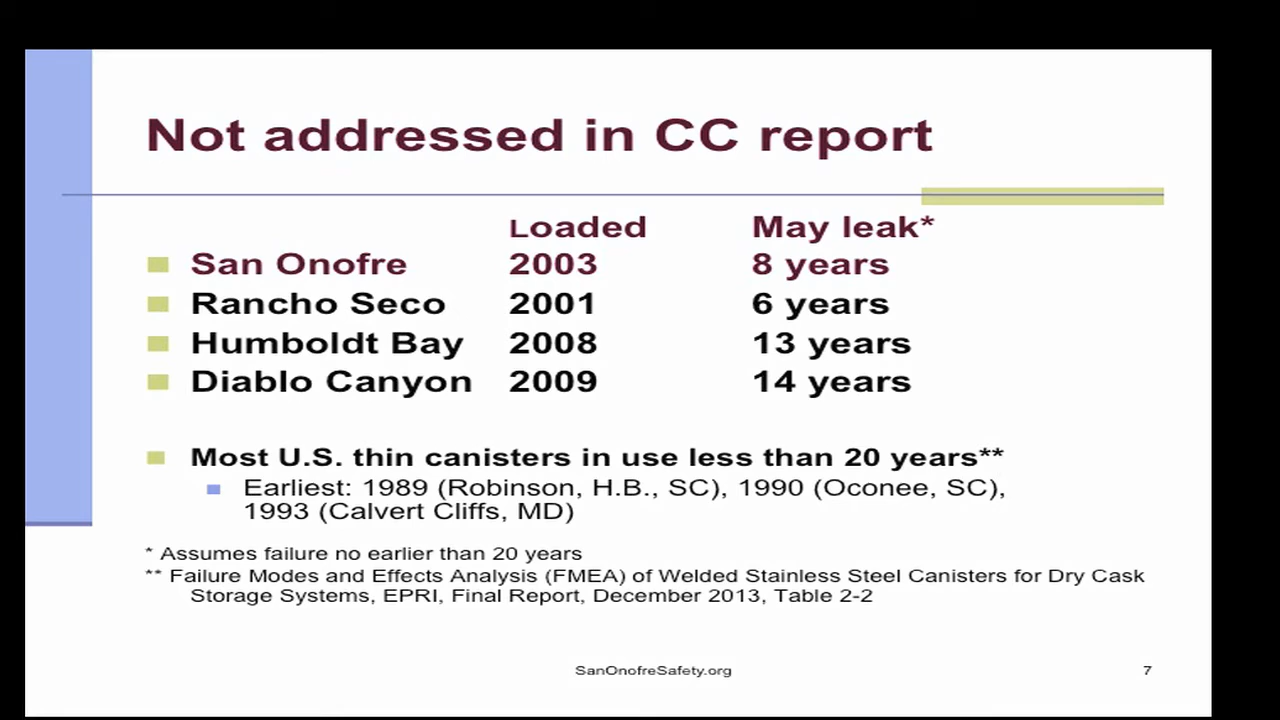 Not addressed in CC report
Loaded May leak*
San Onofre 2003 8 years
Rancho Seco 2001 6 years
Humboldt Bay 2008 13 years
Diablo Canyon 2009 14 years
Most U.S. thin canisters in use less than 20 years**
Earliest: 1989 (Robinson, H.B., SC), 1990 (Oconee, SC),
1993 (Calvert Cliffs, MD)
* Assumes failure no earlier than 20 years
** Failure Modes and Effects Analysis (FMEA) of Welded Stainless Steel Canisters for Dry Cask
Storage Systems, EPRI, Final Report, December 2013, Table 2-2
SanOnofreSafety.org 7